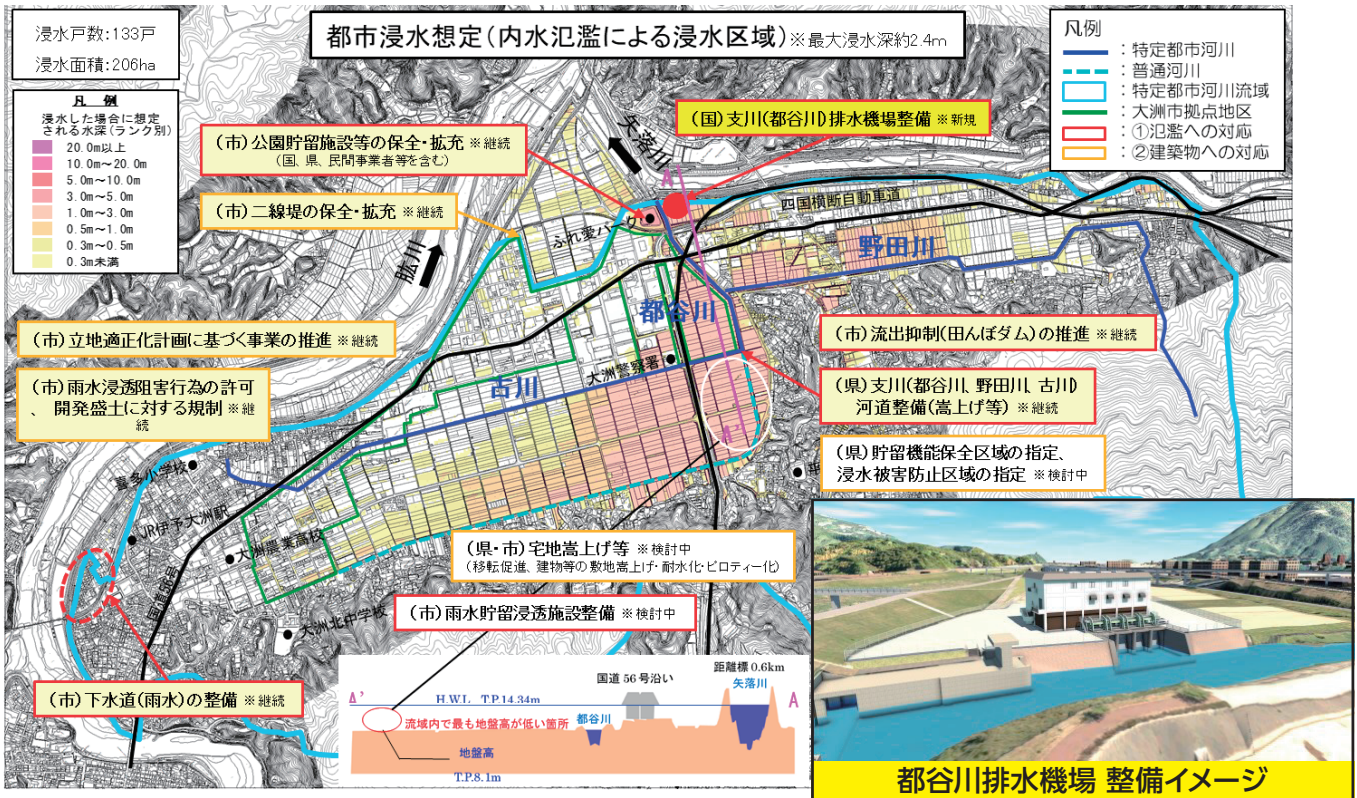 都市浸水想定(内水氾濫による浸水区域)※最大浸水深約2.4m
浸水戸数:133戸
浸水面積:206ha
凡 例
浸水した場合に想定
される水深(ランク別)
20.0m以上
10.0m～20.0m
5.0m～10.0m
3.0m～5.0m
1.0m～3.0m
0.5m～1.0m
0.3m～0.5m
0.3m未満
凡例
：特定都市河川
：普通河川
：特定都市河川流域
：大洲市拠点地区
：①氾濫への対応
：②建築物への対応
(市)公園貯留施設等の保全・拡充 ※継続
(国、県、民間事業者等を含む)
(国)支川(都谷川)排水機場整備 ※新規
(市)二線堤の保全・拡充 ※継続
矢落川
肱川
A
四国横断自動車道
ふれ愛パーク
野田川
都谷川
大洲警察署
古川
A'
(市)立地適正化計画に基づく事業の推進 ※継続
(市)雨水浸透阻害行為の許可
、開発盛土に対する規制 ※継
続
(市)流出抑制(田んぼダム)の推進 ※継続
(県)支川(都谷川、野田川、古川)
河道整備(嵩上げ等) ※継続
(県)貯留機能保全区域の指定、
浸水被害防止区域の指定 ※検討中
喜多小学校
JR伊予大洲駅
大洲農業高校
大洲北中学校
(県・市)宅地嵩上げ等 ※検討中
(移転促進、建物等の敷地嵩上げ・耐水化・ピロティー化)
(市)雨水貯留浸透施設整備 ※検討中
(市)下水道(雨水)の整備 ※継続
A'
H.W.L T.P.14.34m
国道56号沿い
距離標0.6km
矢落川
A
流域内で最も地盤高が低い箇所
都谷川
地盤高
T.P.8.1m
都谷川排水機場 整備イメージ